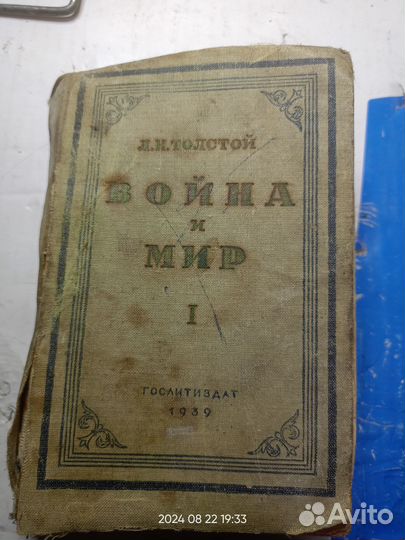 Л.Н.ТОЛСТОЙ
ВОЙНА
И
МИР
I
ГОСЛИТИЗДАТ
1939
2024 08 22 19:33
Avito